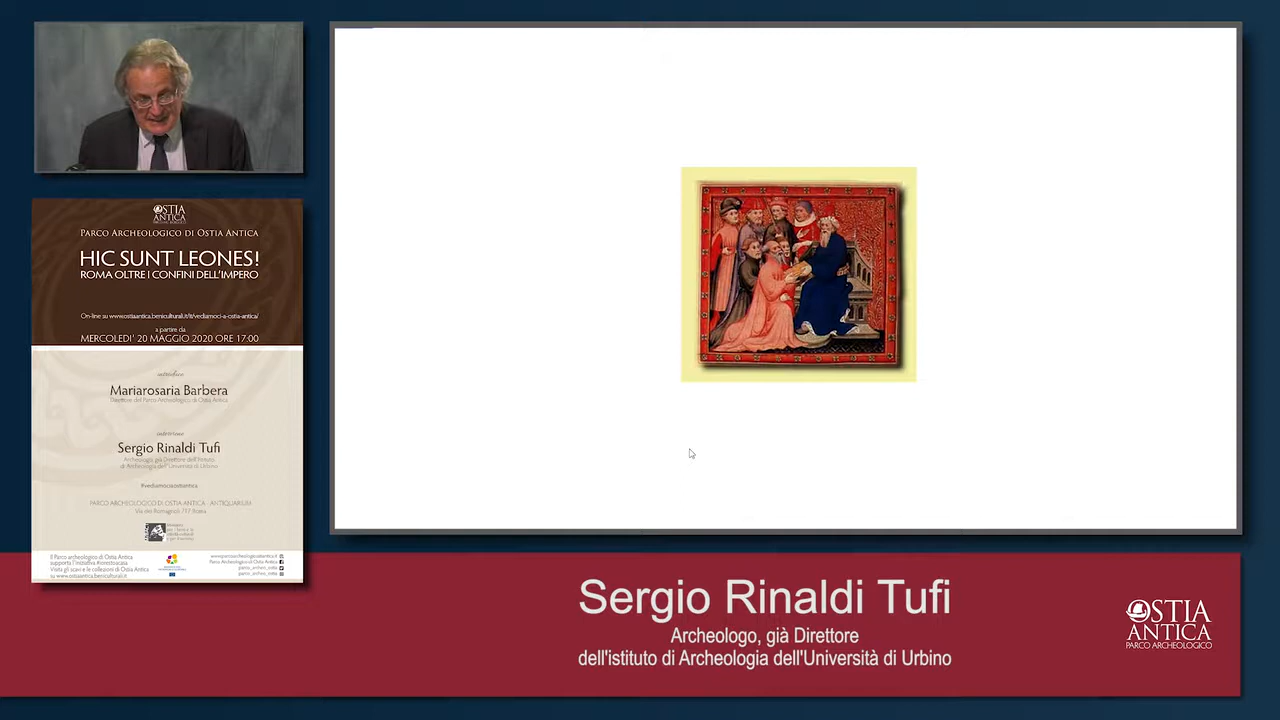 OSTIA
ANTICA
PARCO ARCHEOLOGICO DI OSTIA ANTICA
HIC SUNT LEONES!
ROMA OLTRE I CONFINI DELL'IMPERO
On-line su www.ostiaantica.beniculturali.it/it/vediamoci-a-ostia-antica/
a partire da
MERCOLEDI' 20 MAGGIO 2020 ORE 17:00
introduce
Mariarosaria Barbera
Direttore del Parco Archeologico di Ostia Antica
interviene
Sergio Rinaldi Tufi
Archeologo, già Direttore dell'Istituto
di Archeologia dell'Università di Urbino
#vediamociaostiantica
PARCO ARCHEOLOGICO DI OSTIA ANTICA - ANTIQUARIUM
Via dei Romagnoli 717 Roma
Il Parco archeologico di Ostia Antica
supporta l'iniziativa #iorestoacasa
Visita gli scavi e le collezioni di Ostia Antica
su www.ostiaantica.beniculturali.it
www.parcoarcheologicostiantica.it
Parco Archeologico di Ostia Antica
parco_archeo_ostia
parco_archeo_ostia
Sergio Rinaldi Tufi
Archeologo, già Direttore
dell'istituto di Archeologia dell'Università di Urbino
OSTIA
ANTICA
PARCO ARCHEOLOGICO